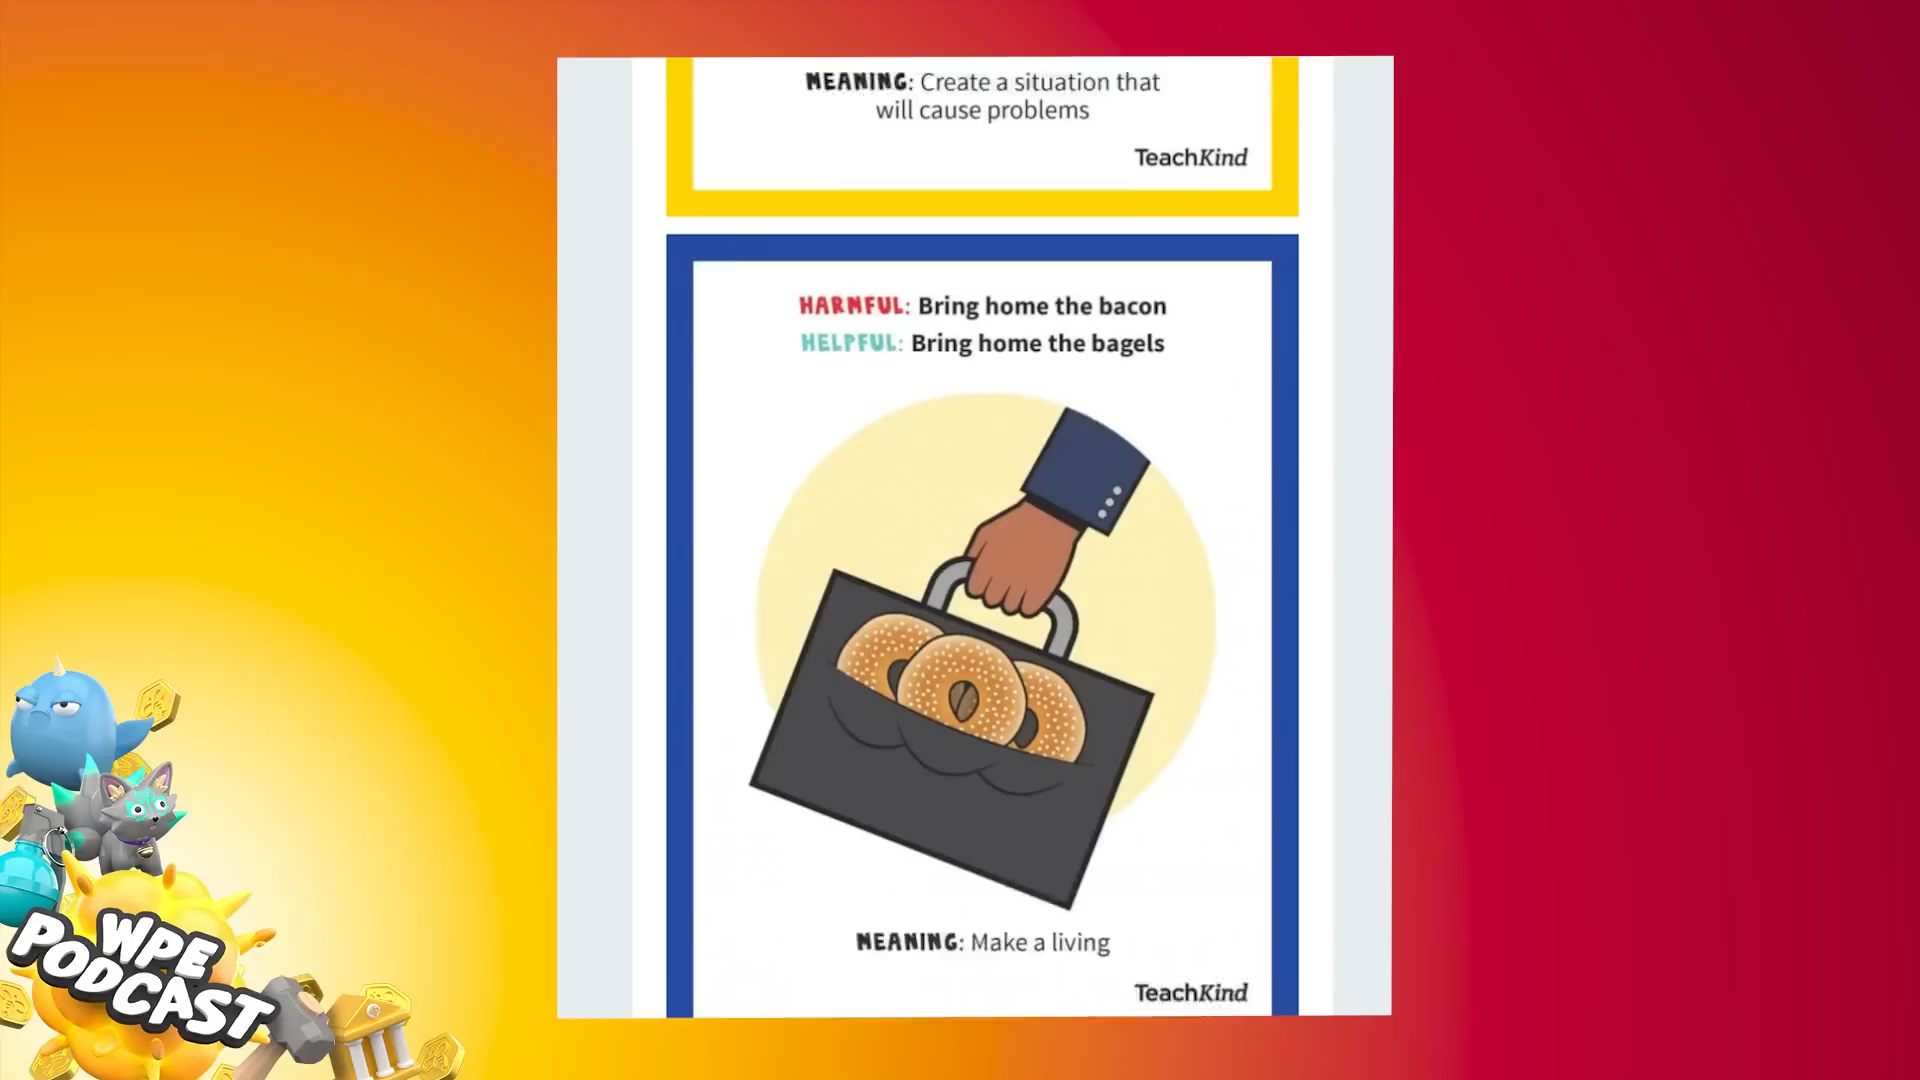 MEANING: Create a situation that
will cause problems
TeachKind
HARMFUL: Bring home the bacon
HELPFUL: Bring home the bagels
MEANING: Make a living
TeachKind
WPE
PODCAST